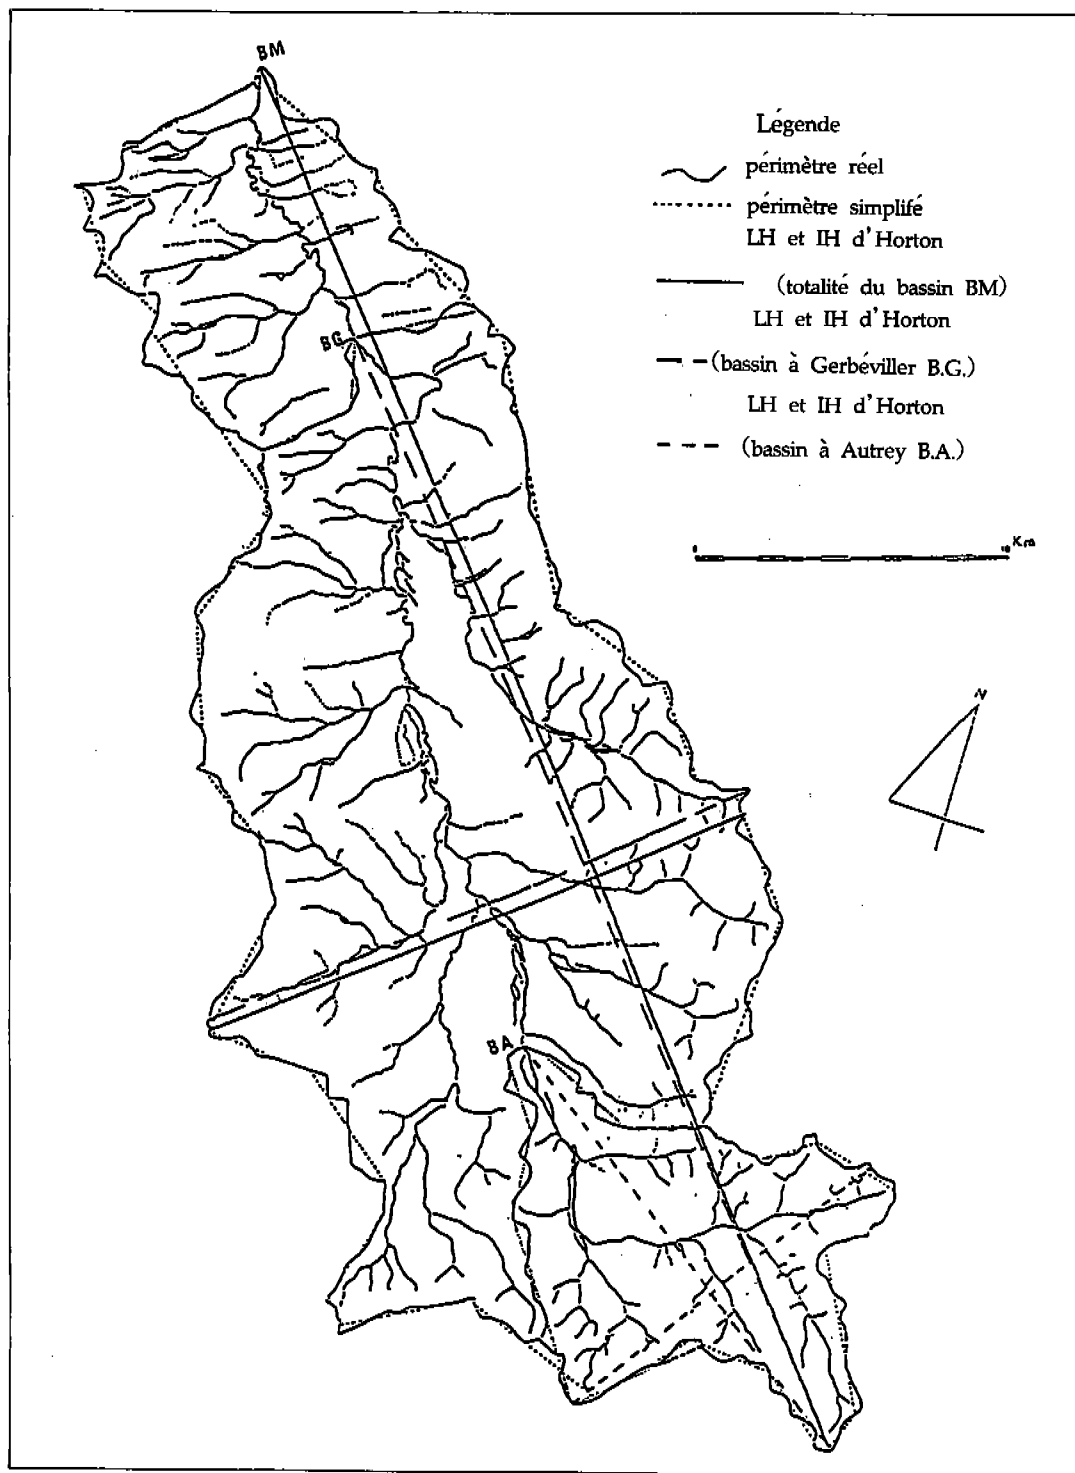 BM
Légende
périmètre réel
périmètre simplifé
LH et IH d'Horton
(totalité du bassin BM)
LH et IH d'Horton
(bassin à Gerbéviller B.G.)
LH et IH d'Horton
(bassin à Autrey B.A.)
BG
Km
N
BA